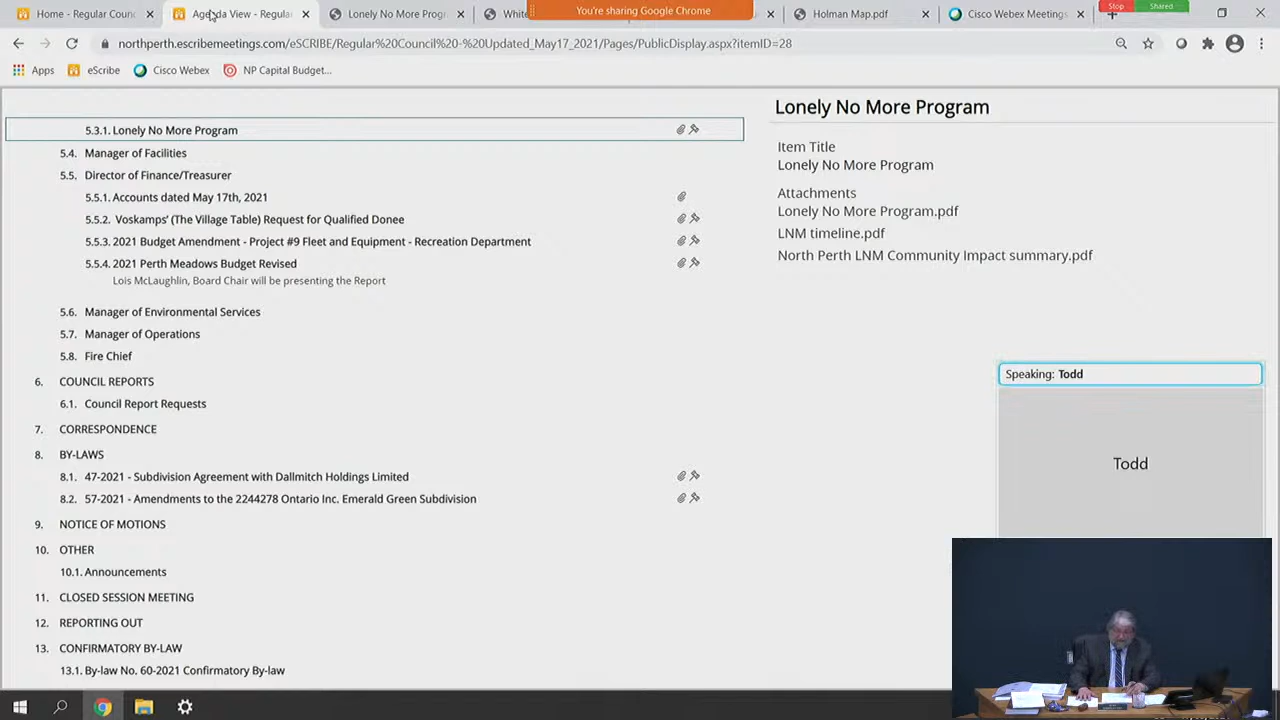 Home - Regular Counc
Agenda View - Regula
Lonely No More Progr
White
Holman Map.pdf
Cisco Webex Meetings
You're sharing Google Chrome
Stop
Shared
northperth.escribemeetings.com/eSCRIBE/Regular%20Council%20-%20Updated_May17_2021/Pages/PublicDisplay.aspx?itemID=28
Apps
eScribe
Cisco Webex
NP Capital Budget...
5.3.1. Lonely No More Program
5.4. Manager of Facilities
5.5. Director of Finance/Treasurer
5.5.1. Accounts dated May 17th, 2021
5.5.2. Voskamps' (The Village Table) Request for Qualified Donee
5.5.3. 2021 Budget Amendment - Project #9 Fleet and Equipment - Recreation Department
5.5.4. 2021 Perth Meadows Budget Revised
Lois McLaughlin, Board Chair will be presenting the Report
5.6. Manager of Environmental Services
5.7. Manager of Operations
5.8. Fire Chief
6. COUNCIL REPORTS
6.1. Council Report Requests
7. CORRESPONDENCE
8. BY-LAWS
8.1. 47-2021 - Subdivision Agreement with Dallmitch Holdings Limited
8.2. 57-2021 - Amendments to the 2244278 Ontario Inc. Emerald Green Subdivision
9. NOTICE OF MOTIONS
10. OTHER
10.1. Announcements
11. CLOSED SESSION MEETING
12. REPORTING OUT
13. CONFIRMATORY BY-LAW
13.1. By-law No. 60-2021 Confirmatory By-law
Lonely No More Program
Item Title
Lonely No More Program
Attachments
Lonely No More Program.pdf
LNM timeline.pdf
North Perth LNM Community Impact summary.pdf
Speaking: Todd
Todd